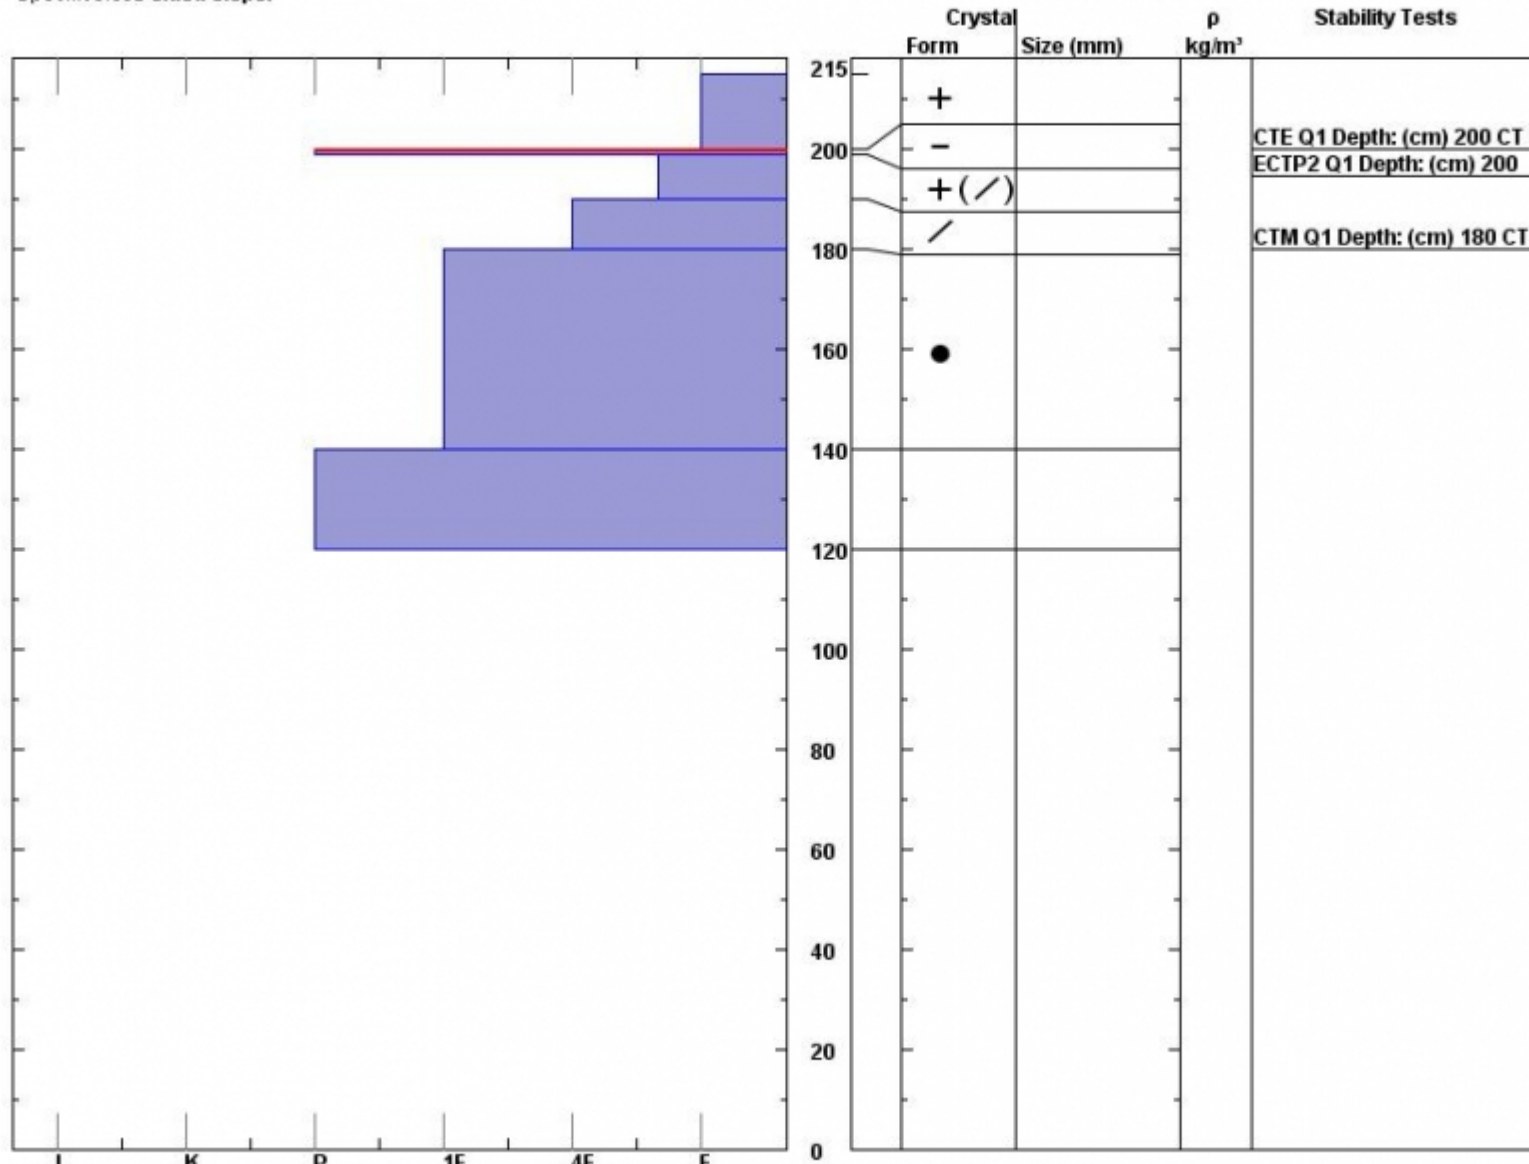 Crystal ρ Stability Tests
Form Size (mm) kg/m³
215
CTE Q1 Depth: (cm) 200 CT
200
ECTP2 Q1 Depth: (cm) 200
CTM Q1 Depth: (cm) 180 CT
180
160
140
120
100
80
60
40
20
0
I K P 1F 4F F